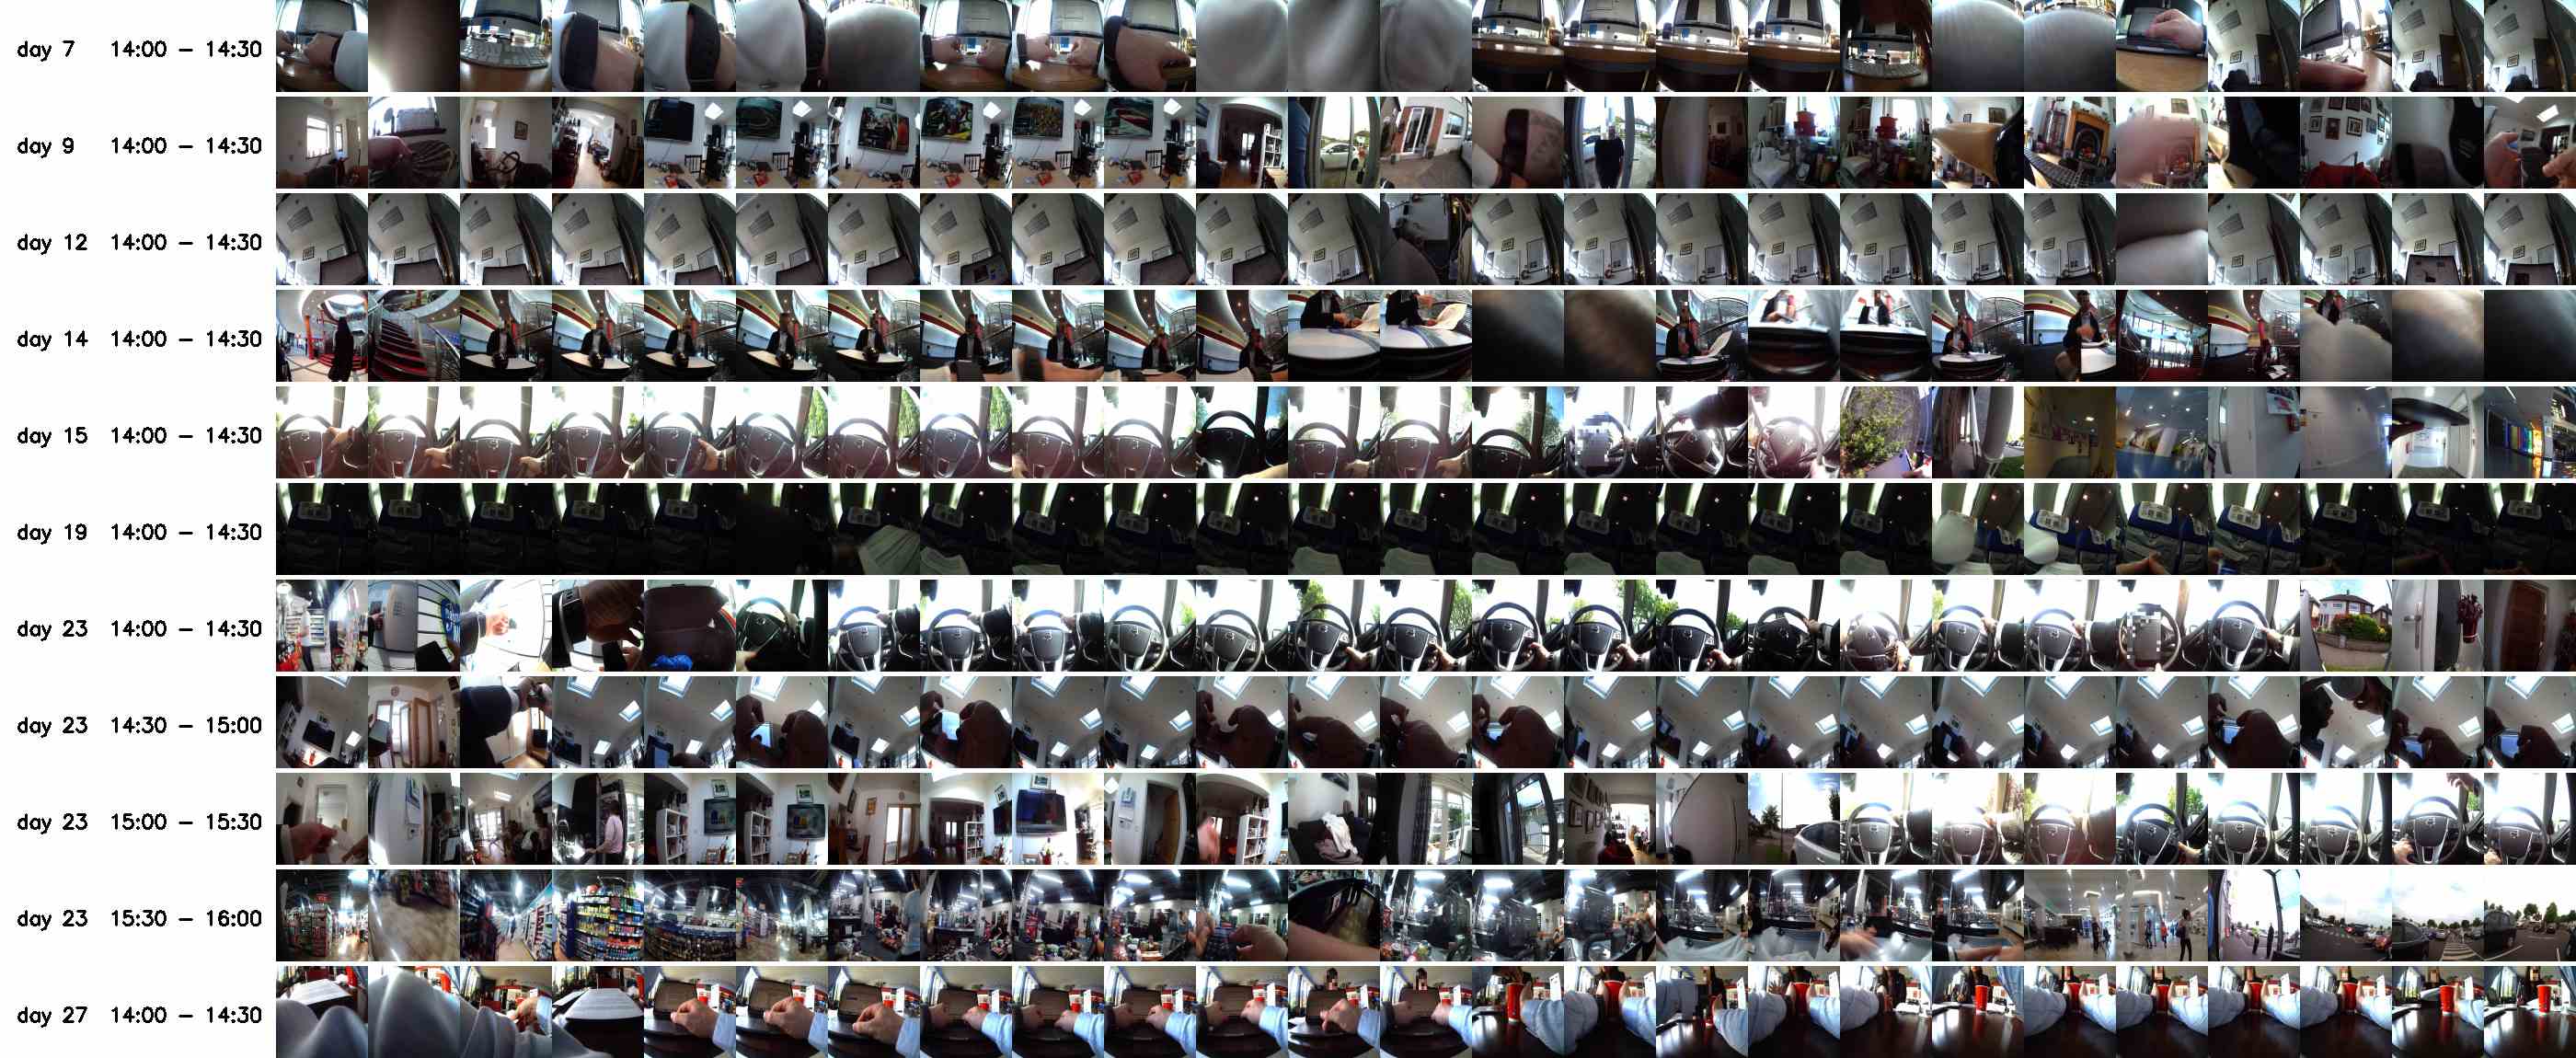 day 7 14:00 – 14:30
day 9 14:00 – 14:30
day 12 14:00 – 14:30
day 14 14:00 – 14:30
day 15 14:00 – 14:30
day 19 14:00 – 14:30
day 23 14:00 – 14:30
day 23 14:30 – 15:00
day 23 15:00 – 15:30
day 23 15:30 – 16:00
day 27 14:00 – 14:30